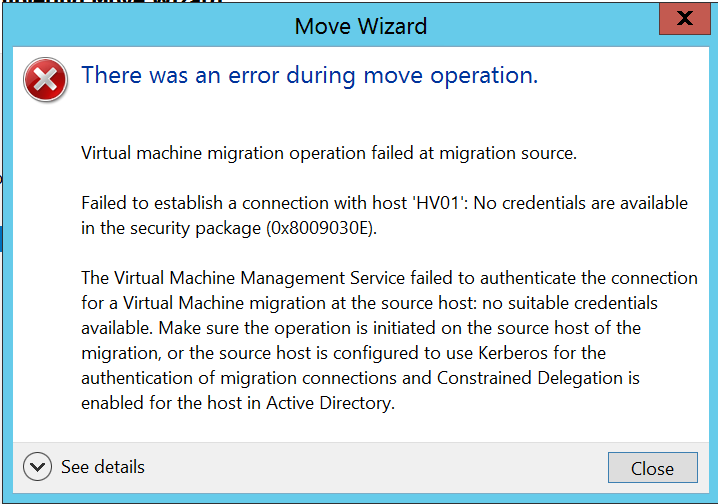 Move Wizard
X
There was an error during move operation.
Virtual machine migration operation failed at migration source.
Failed to establish a connection with host 'HV01': No credentials are available
in the security package (0x8009030E).
The Virtual Machine Management Service failed to authenticate the connection
for a Virtual Machine migration at the source host: no suitable credentials
available. Make sure the operation is initiated on the source host of the
migration, or the source host is configured to use Kerberos for the
authentication of migration connections and Constrained Delegation is
enabled for the host in Active Directory.
See details
Close